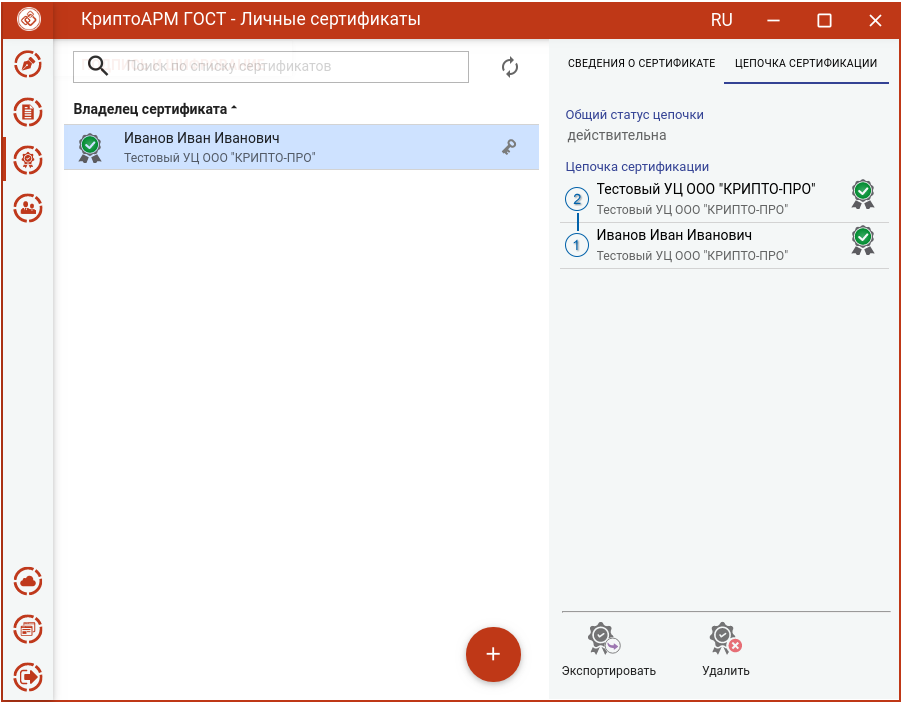 КриптоАРМ ГОСТ - Личные сертификаты
RU
Поиск по списку сертификатов
Владелец сертификата
Иванов Иван Иванович
Тестовый УЦ ООО "КРИПТО-ПРО"
СВЕДЕНИЯ О СЕРТИФИКАТЕ
ЦЕПОЧКА СЕРТИФИКАЦИИ
Общий статус цепочки
действительна
Цепочка сертификации
2
Тестовый УЦ ООО "КРИПТО-ПРО"
Тестовый УЦ ООО "КРИПТО-ПРО"
1
Иванов Иван Иванович
Тестовый УЦ ООО "КРИПТО-ПРО"
Экспортировать
Удалить